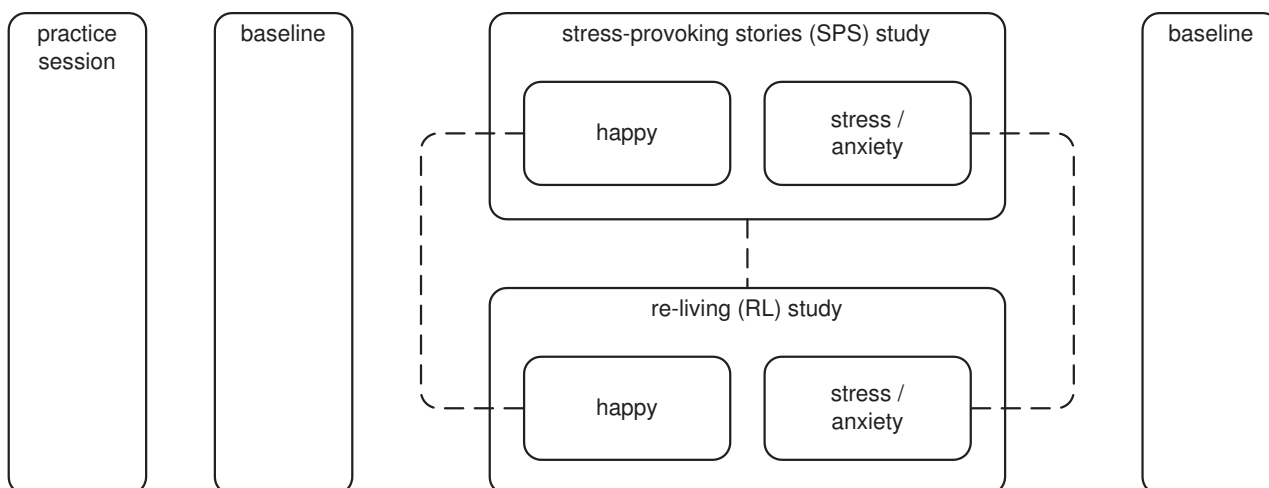 practice
session
baseline
stress-provoking stories (SPS) study
happy
stress /
anxiety
re-living (RL) study
happy
stress /
anxiety
baseline